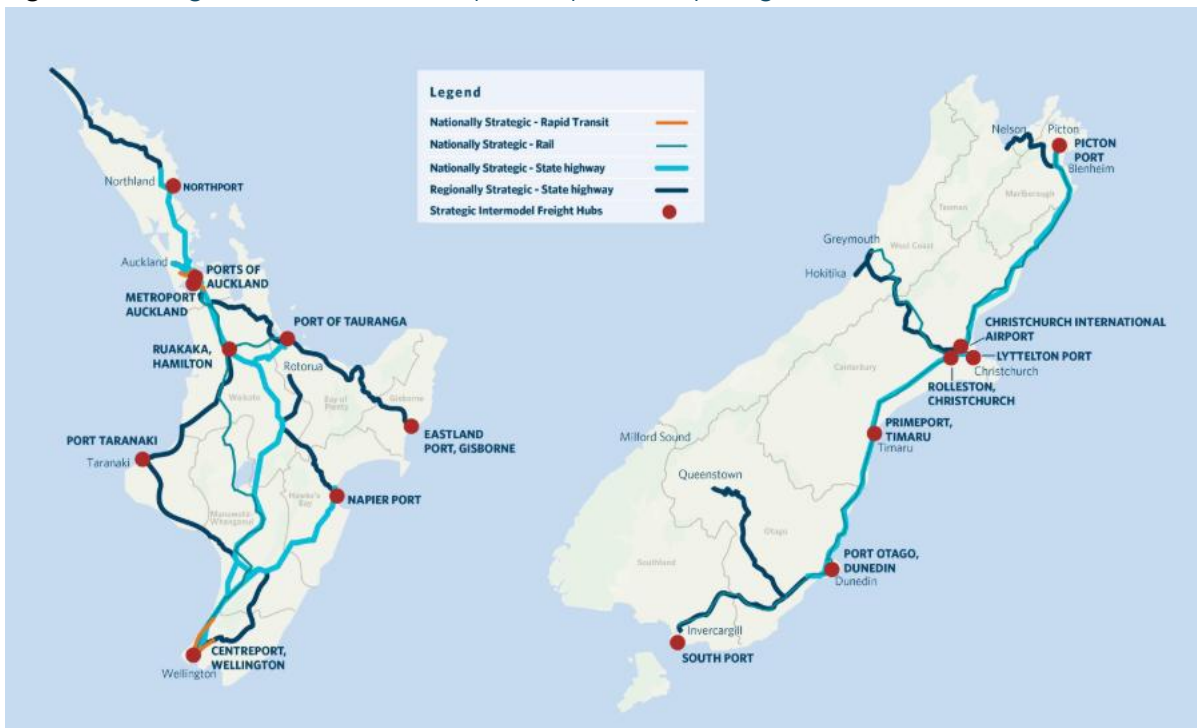 Legend
Nationally Strategic - Rapid Transit
Nationally Strategic - Rail
Nationally Strategic - State highway
Regionally Strategic - State highway
Strategic Intermodel Freight Hubs
Northland
NORTHPORT
Auckland
PORTS OF
AUCKLAND
METROPORT
AUCKLAND
PORT OF TAURANGA
RUAKAKA,
HAMILTON
Rotorua
Waikato
Bay of
Plenty
Gisborne
EASTLAND
PORT, GISBORNE
PORT TARANAKI
Taranaki
Hawke's
Bay
NAPIER PORT
Manawatū-
Whanganui
CENTREPORT,
WELLINGTON
Wellington
Nelson
Picton
PICTON
PORT
Blenheim
Marlborough
Tasman
Greymouth
West Coast
Hokitika
CHRISTCHURCH INTERNATIONAL
AIRPORT
LYTTELTON PORT
Christchurch
Canterbury
ROLLESTON,
CHRISTCHURCH
PRIMEPORT,
TIMARU
Timaru
Milford Sound
Queenstown
Otago
Southland
PORT OTAGO,
DUNEDIN
Dunedin
Invercargill
SOUTH PORT